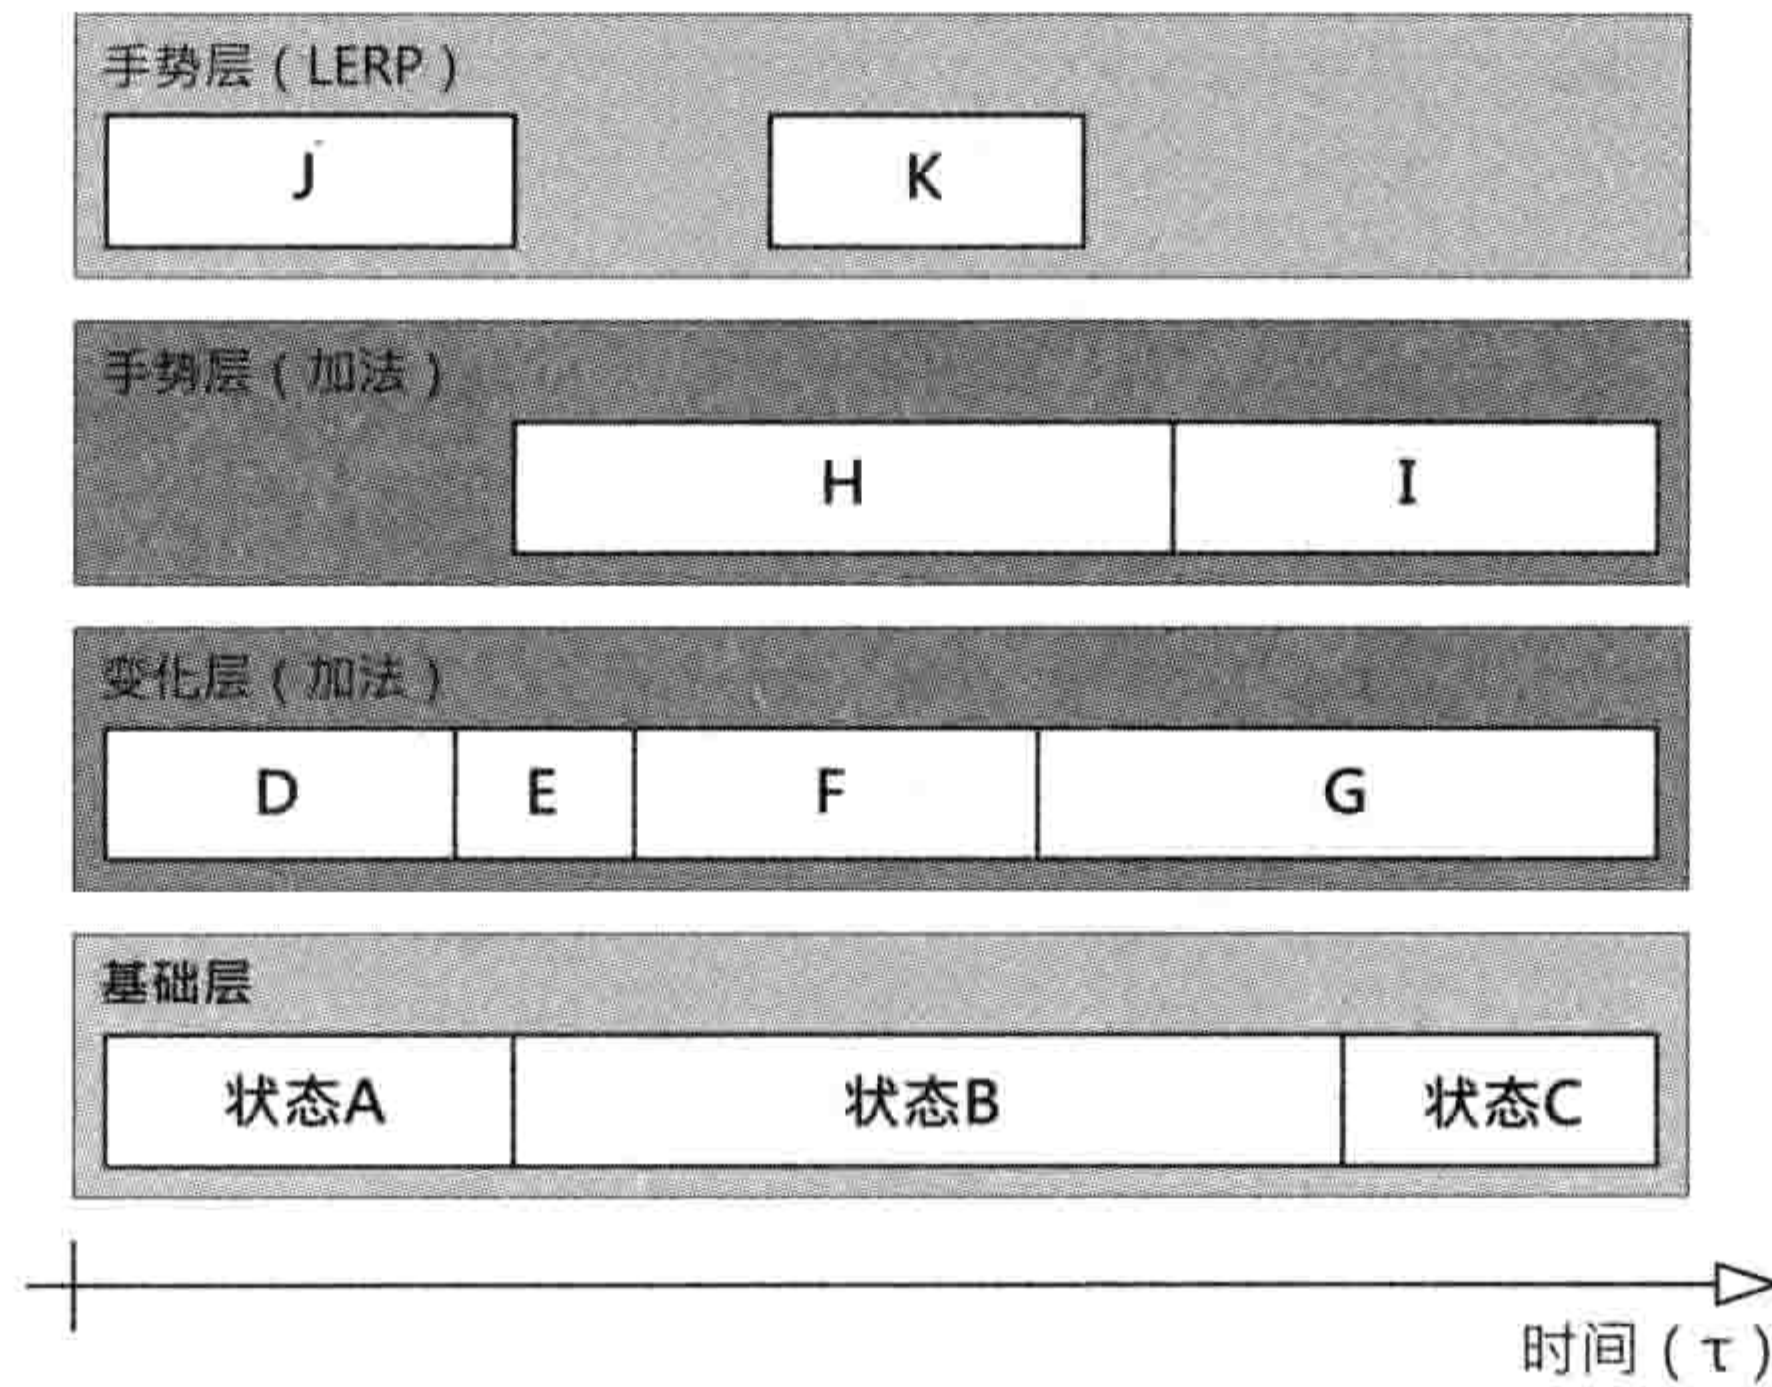 手势层（LERP）
J
K
手势层（加法）
H
I
变化层（加法）
D
E
F
G
基础层
状态A
状态B
状态C
时间（τ）